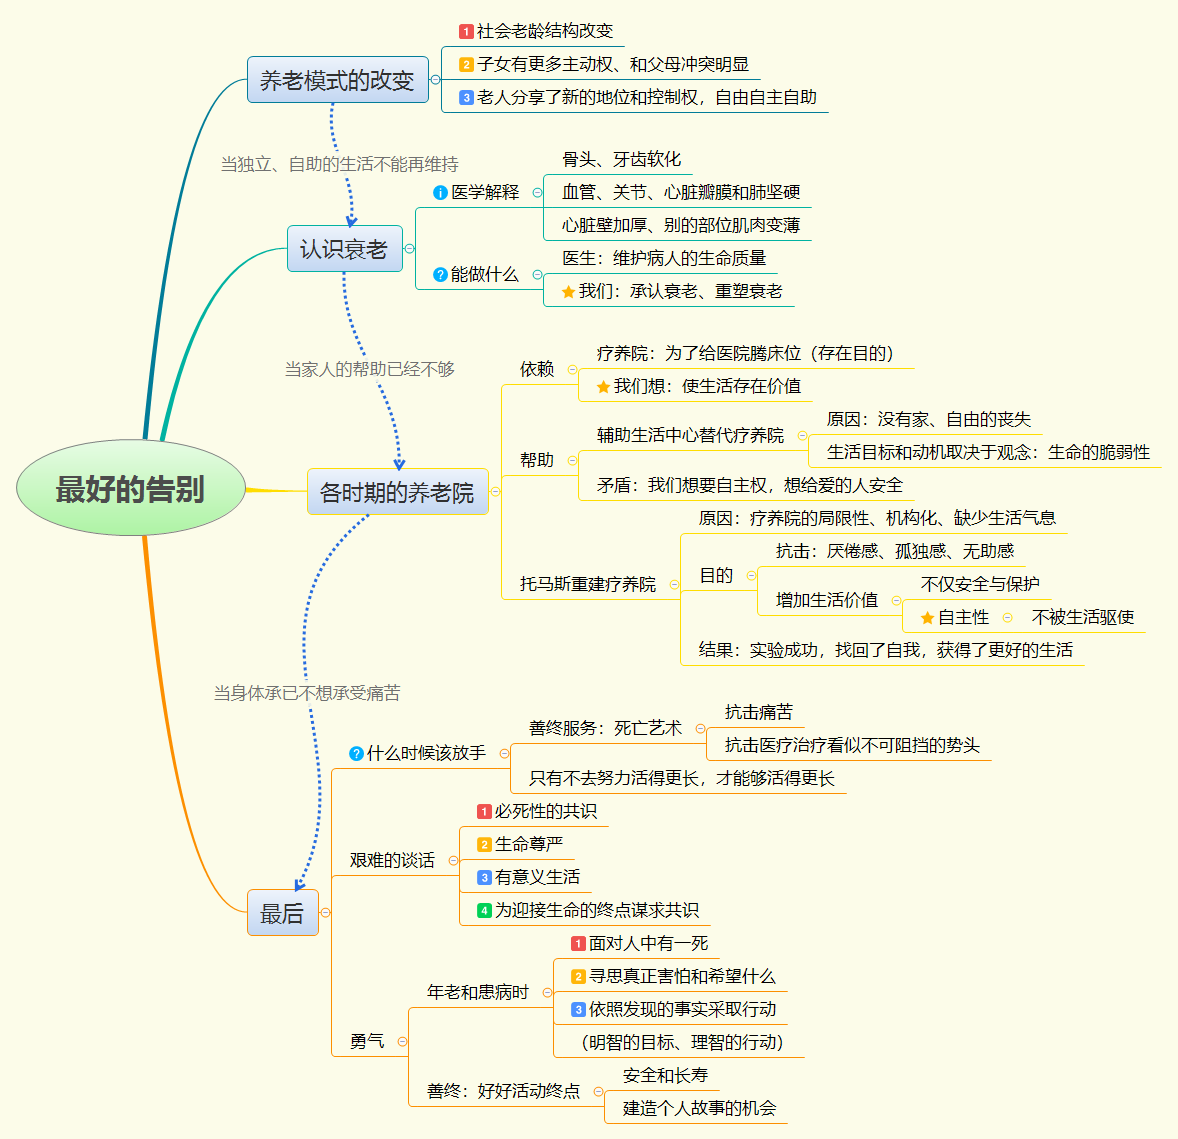 最好的告别
养老模式的改变
1 社会老龄结构改变
2 子女有更多主动权、和父母冲突明显
3 老人分享了新的地位和控制权，自由自主自助
当独立、自助的生活不能再维持
认识衰老
医学解释
骨头、牙齿软化
血管、关节、心脏瓣膜和肺坚硬
心脏壁加厚、别的部位肌肉变薄
能做什么
医生：维护病人的生命质量
我们：承认衰老、重塑衰老
当家人的帮助已经不够
各时期的养老院
依赖
疗养院：为了给医院腾床位（存在目的）
我们想：使生活存在价值
帮助
辅助生活中心替代疗养院
原因：没有家、自由的丧失
生活目标和动机取决于观念：生命的脆弱性
矛盾：我们想要自主权，想给爱的人安全
托马斯重建疗养院
原因：疗养院的局限性、机构化、缺少生活气息
目的
抗击：厌倦感、孤独感、无助感
增加生活价值
不仅安全与保护
自主性
不被生活驱使
结果：实验成功，找回了自我，获得了更好的生活
当身体承已不想承受痛苦
最后
什么时候该放手
善终服务：死亡艺术
抗击痛苦
抗击医疗治疗看似不可阻挡的势头
只有不去努力活得更长，才能够活得更长
艰难的谈话
1 必死性的共识
2 生命尊严
3 有意义生活
4 为迎接生命的终点谋求共识
勇气
年老和患病时
1 面对人中有一死
2 寻思真正害怕和希望什么
3 依照发现的事实采取行动
（明智的目标、理智的行动）
善终：好好活动终点
安全和长寿
建造个人故事的机会